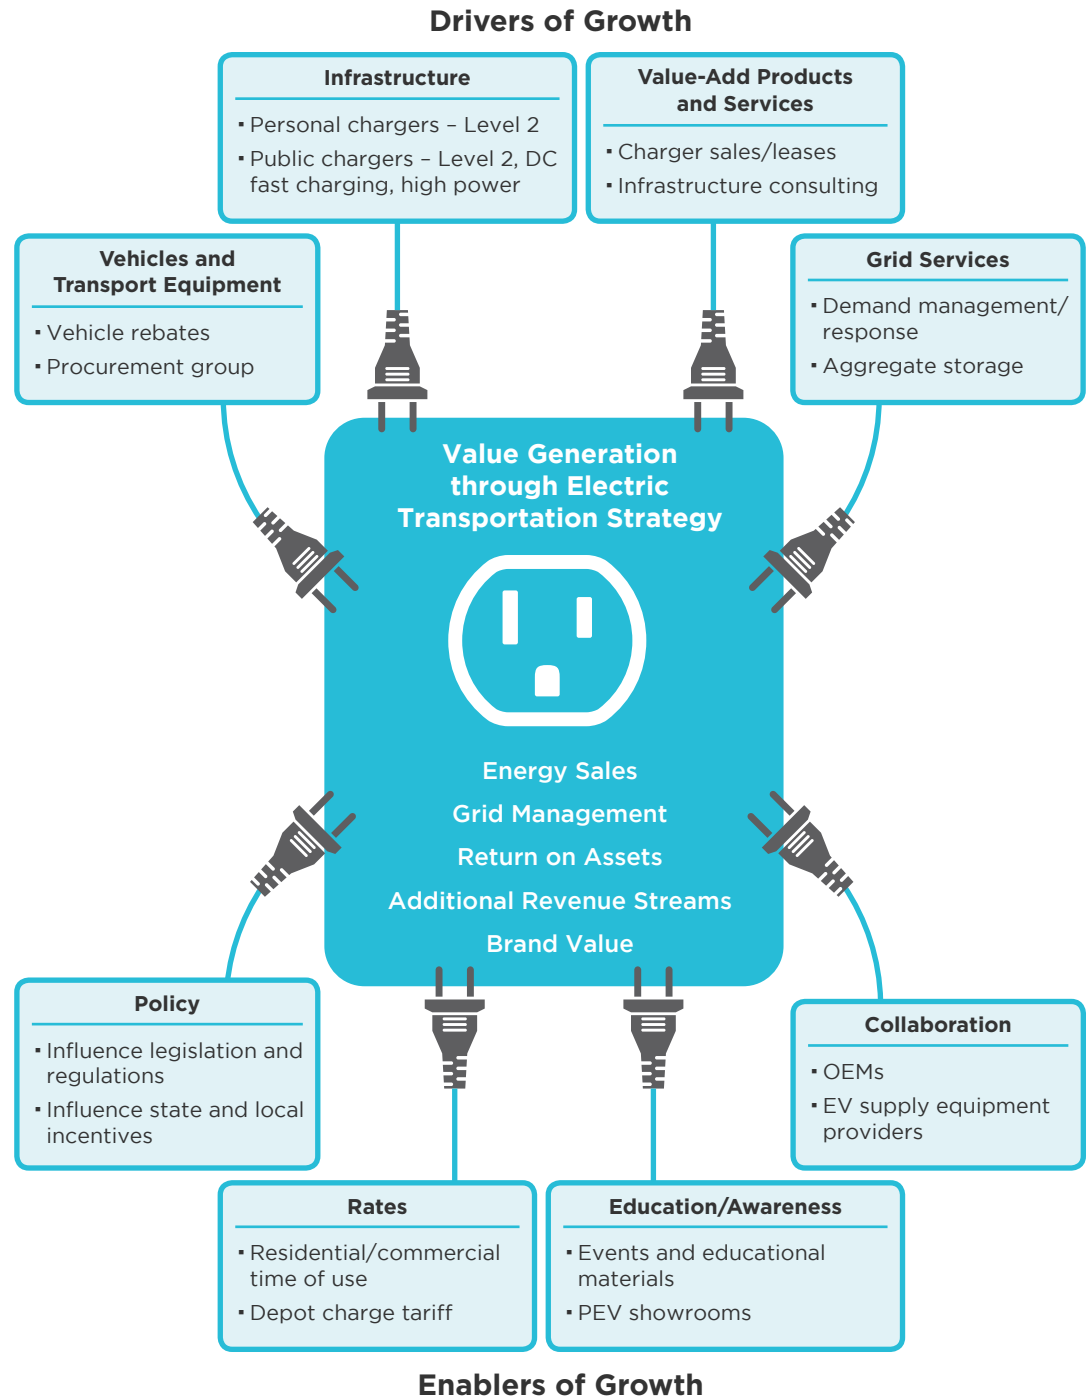 Drivers of Growth
Infrastructure
▪ Personal chargers – Level 2
▪ Public chargers – Level 2, DC
fast charging, high power
Value-Add Products
and Services
▪ Charger sales/leases
▪ Infrastructure consulting
Vehicles and
Transport Equipment
▪ Vehicle rebates
▪ Procurement group
Grid Services
▪ Demand management/
response
▪ Aggregate storage
Value Generation
through Electric
Transportation Strategy
Energy Sales
Grid Management
Return on Assets
Additional Revenue Streams
Brand Value
Policy
▪ Influence legislation and
regulations
▪ Influence state and local
incentives
Collaboration
▪ OEMs
▪ EV supply equipment
providers
Rates
▪ Residential/commercial
time of use
▪ Depot charge tariff
Education/Awareness
▪ Events and educational
materials
▪ PEV showrooms
Enablers of Growth